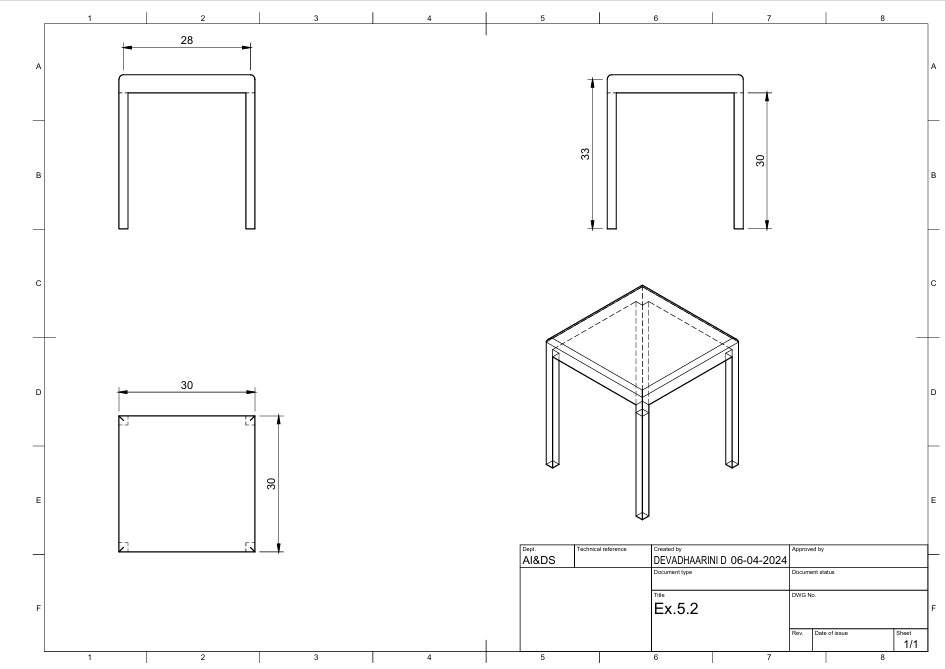 1 2 3 4 5 6 7 8
A A
28
33
30
B B
C C
D D
30
30
E E
Dept. Technical reference Created by Approved by
AI&DS DEVADHAARINI D 06-04-2024
Document type Document status
Title DWG No.
Ex.5.2
F F
Rev. Date of issue Sheet
1/1
1 2 3 4 5 6 7 8